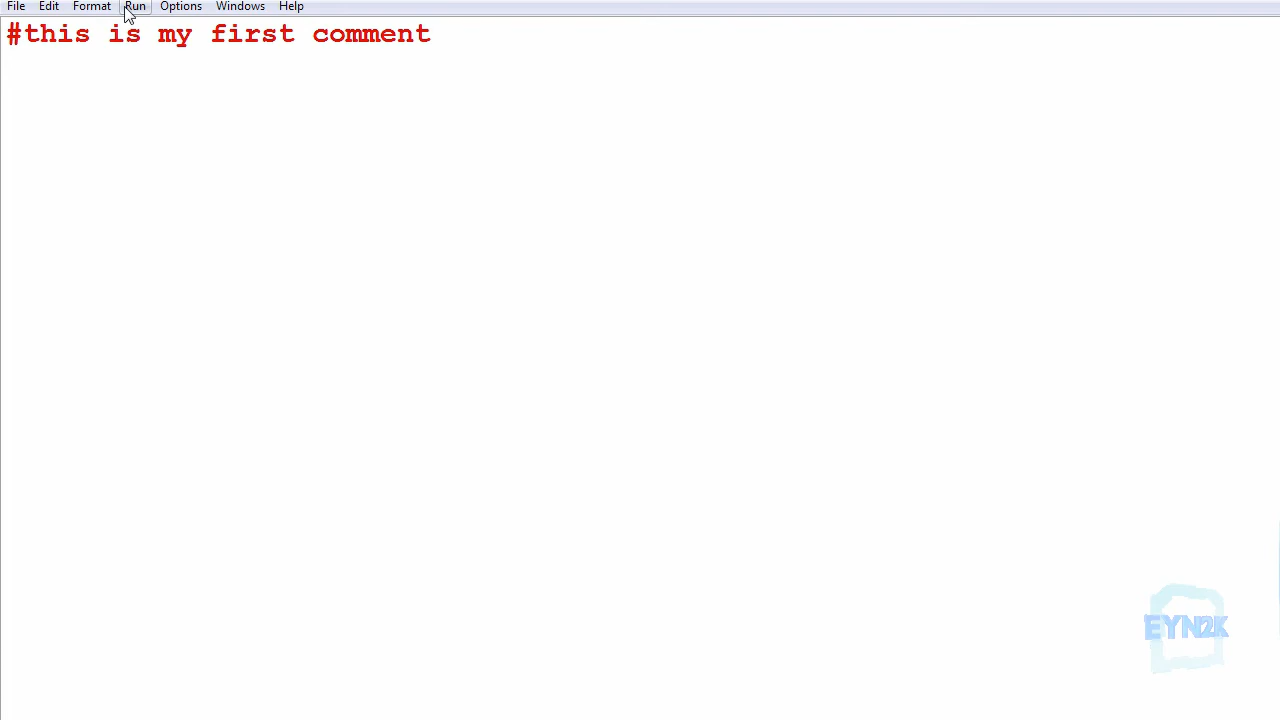 File Edit Format Run Options Windows Help
#this is my first comment
EYN2K